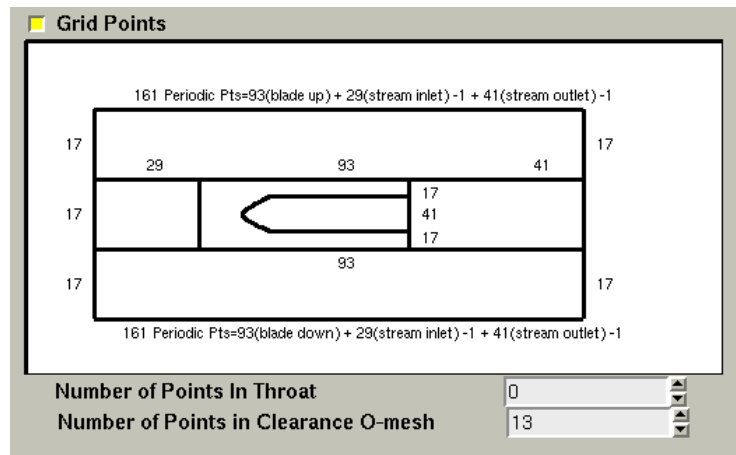 Grid Points
161 Periodic Pts=93(blade up) + 29(stream inlet) -1 + 41(stream outlet) -1
17 17
29 93 41
17
17 41
17
93
17 17
161 Periodic Pts=93(blade down) + 29(stream inlet) -1 + 41(stream outlet) -1
Number of Points In Throat 0
Number of Points in Clearance O-mesh 13